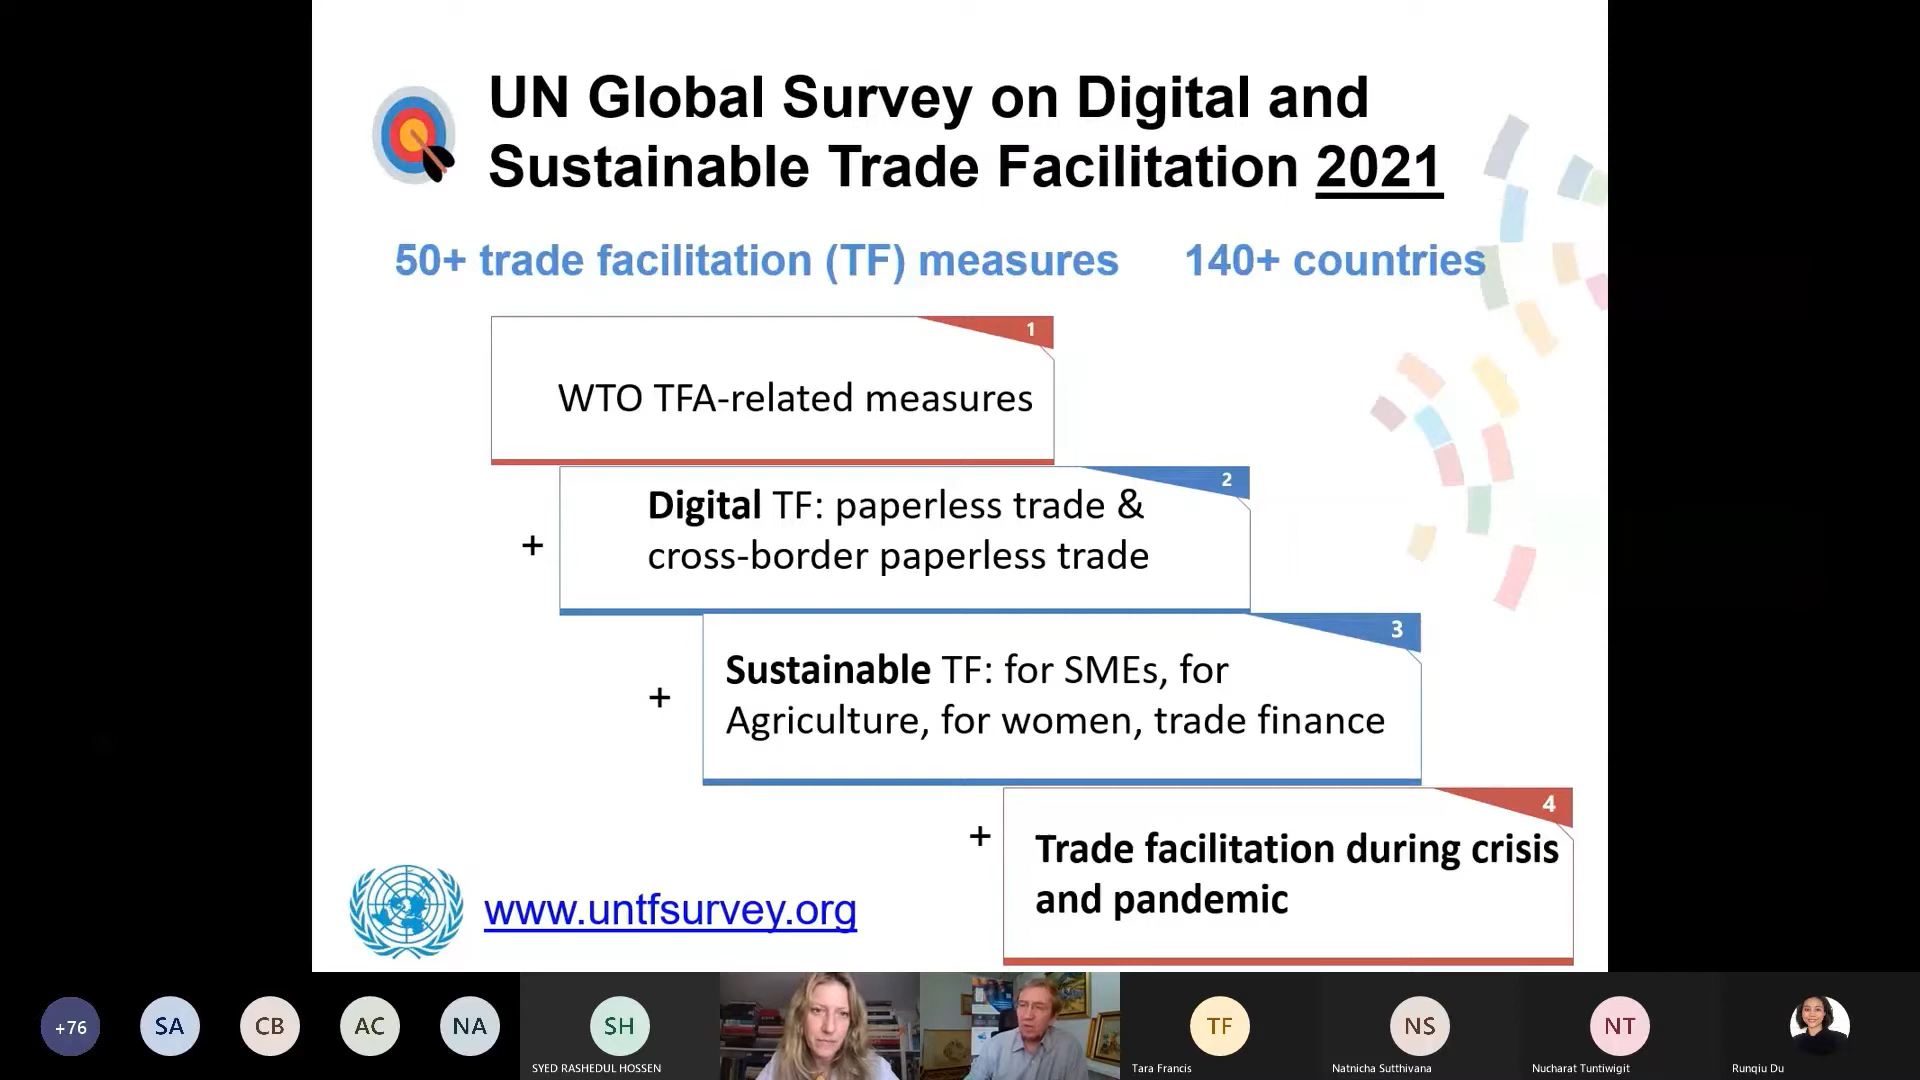 UN Global Survey on Digital and
Sustainable Trade Facilitation 2021
50+ trade facilitation (TF) measures 140+ countries
1
WTO TFA-related measures
2
+
Digital TF: paperless trade &
cross-border paperless trade
3
+
Sustainable TF: for SMEs, for
Agriculture, for women, trade finance
4
+
Trade facilitation during crisis
and pandemic
www.untfsurvey.org
+76
SA
CB
AC
NA
SH
SYED RASHEDUL HOSSEN
TF
Tara Francis
NS
Natnicha Sutthivana
NT
Nucharat Tuntiwigit
Runqiu Du